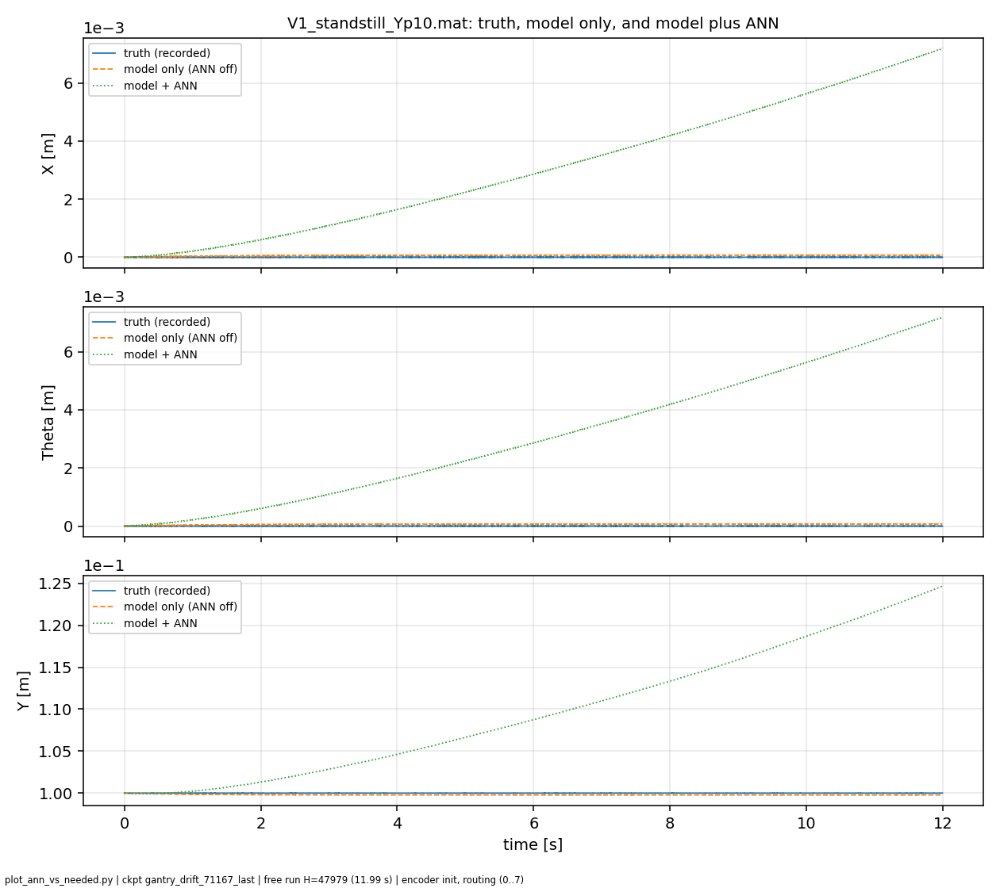 V1_standstill_Yp10.mat: truth, model only, and model plus ANN
1e−3
truth (recorded)
model only (ANN off)
model + ANN
6
4
2
0
X [m]
1e−3
truth (recorded)
model only (ANN off)
model + ANN
6
4
2
0
Theta [m]
1e−1
truth (recorded)
model only (ANN off)
model + ANN
1.25
1.20
1.15
1.10
1.05
1.00
Y [m]
0 2 4 6 8 10 12
time [s]
plot_ann_vs_needed.py | ckpt gantry_drift_71167_last | free run H=47979 (11.99 s) | encoder init, routing (0..7)